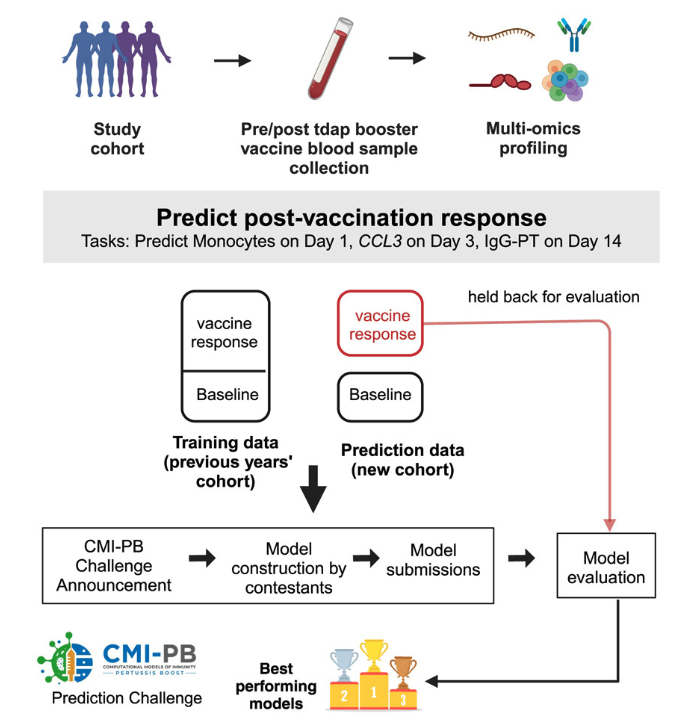 Study
cohort
Pre/post tdap booster
vaccine blood sample
collection
Multi-omics
profiling
Predict post-vaccination response
Tasks: Predict Monocytes on Day 1, CCL3 on Day 3, IgG-PT on Day 14
vaccine
response
Baseline
Training data
(previous years'
cohort)
vaccine
response
Baseline
Prediction data
(new cohort)
held back for evaluation
CMI-PB
Challenge
Announcement
Model
construction by
contestants
Model
submissions
Model
evaluation
CMI-PB
COMPUTATIONAL MODELS OF IMMUNITY
PERTUSSIS BOOST
Prediction Challenge
Best
performing
models
2 1 3